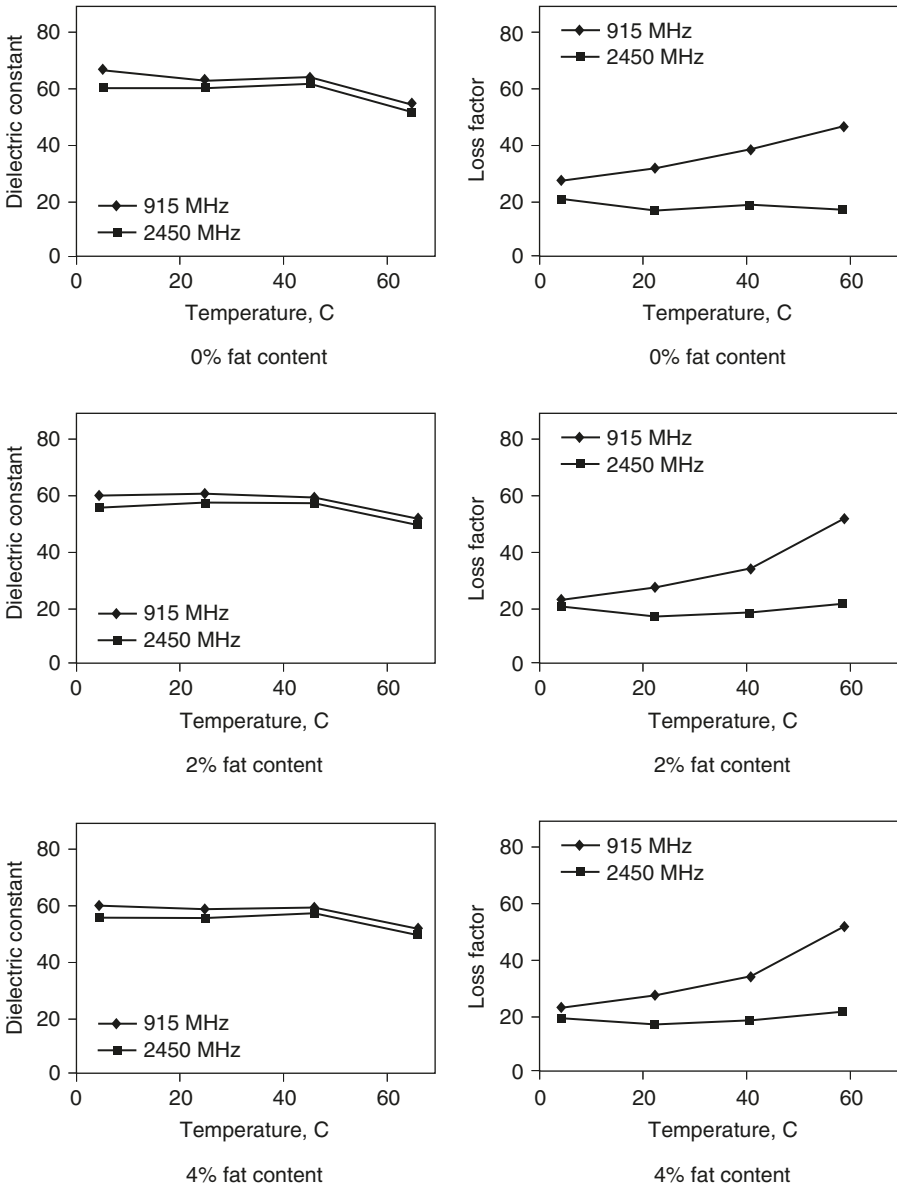 Dielectric constant
80
60
40
20
0
915 MHz
2450 MHz
0 20 40 60
Temperature, C
0% fat content
Loss factor
80
60
40
20
0
915 MHz
2450 MHz
0 20 40 60
Temperature, C
0% fat content
Dielectric constant
80
60
40
20
0
915 MHz
2450 MHz
0 20 40 60
Temperature, C
2% fat content
Loss factor
80
60
40
20
0
915 MHz
2450 MHz
0 20 40 60
Temperature, C
2% fat content
Dielectric constant
80
60
40
20
0
915 MHz
2450 MHz
0 20 40 60
Temperature, C
4% fat content
Loss factor
80
60
40
20
0
915 MHz
2450 MHz
0 20 40 60
Temperature, C
4% fat content